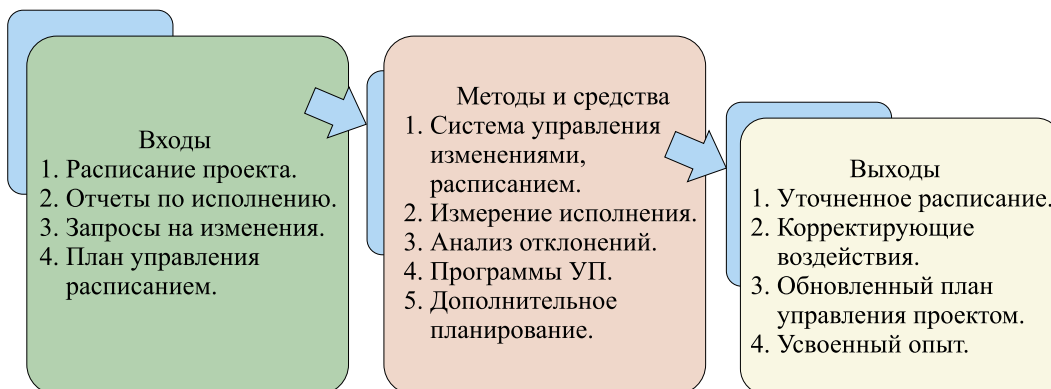 Входы
1. Расписание проекта.
2. Отчеты по исполнению.
3. Запросы на изменения.
4. План управления
расписанием.
Методы и средства
1. Система управления
изменениями,
расписанием.
2. Измерение исполнения.
3. Анализ отклонений.
4. Программы УП.
5. Дополнительное
планирование.
Выходы
1. Уточненное расписание.
2. Корректирующие
воздействия.
3. Обновленный план
управления проектом.
4. Усвоенный опыт.